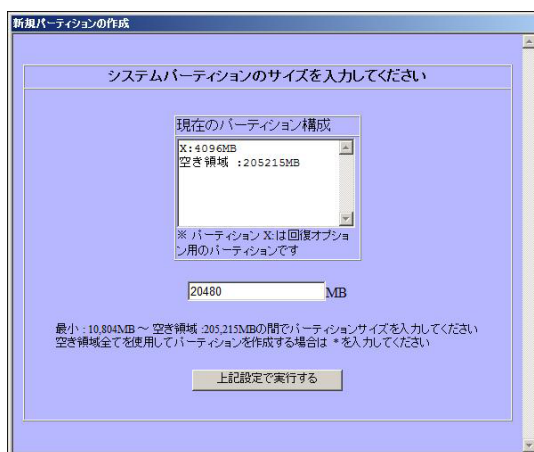 新規パーティションの作成
システムパーティションのサイズを入力してください
現在のパーティション構成
X:4096MB
空き領域 :205215MB
※ パーティション X:は回復オプショ
ン用のパーティションです
20480 MB
最小 : 10,804MB ～ 空き領域 :205,215MBの間でパーティションサイズを入力してください
空き領域全てを使用してパーティションを作成する場合は *を入力してください
上記設定で実行する